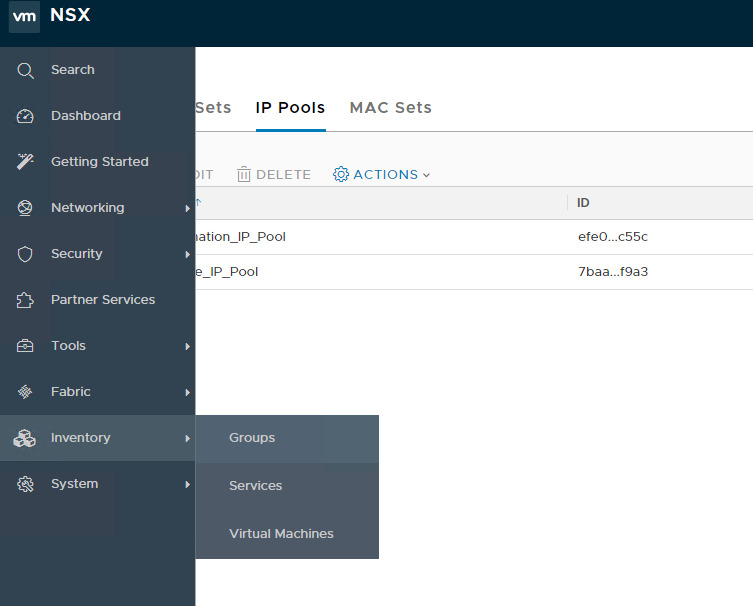 vm NSX
Search
Sets IP Pools MAC Sets
Dashboard
Getting Started
DIT DELETE ACTIONS
Networking
ID
nation_IP_Pool efe0...c55c
Security
e_IP_Pool 7baa...f9a3
Partner Services
Tools
Fabric
Inventory
Groups
Services
Virtual Machines
System